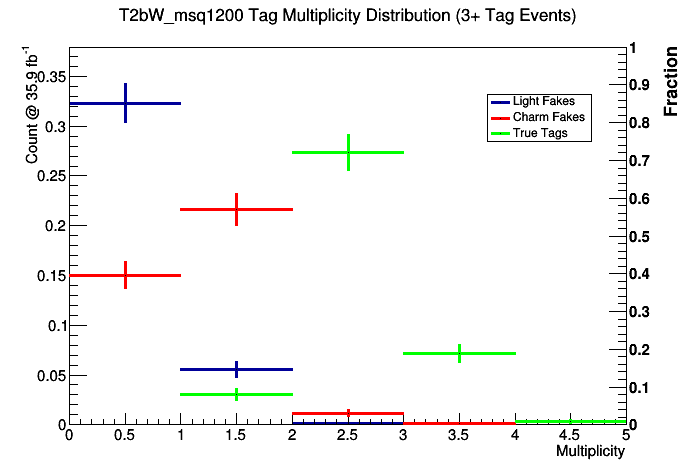 T2bW_msq1200 Tag Multiplicity Distribution (3+ Tag Events)
Count @ 35.9 fb⁻¹
0.35
0.3
0.25
0.2
0.15
0.1
0.05
0
Light Fakes
Charm Fakes
True Tags
Fraction
1
0.9
0.8
0.7
0.6
0.5
0.4
0.3
0.2
0.1
0
0 0.5 1 1.5 2 2.5 3 3.5 4 4.5 5
Multiplicity